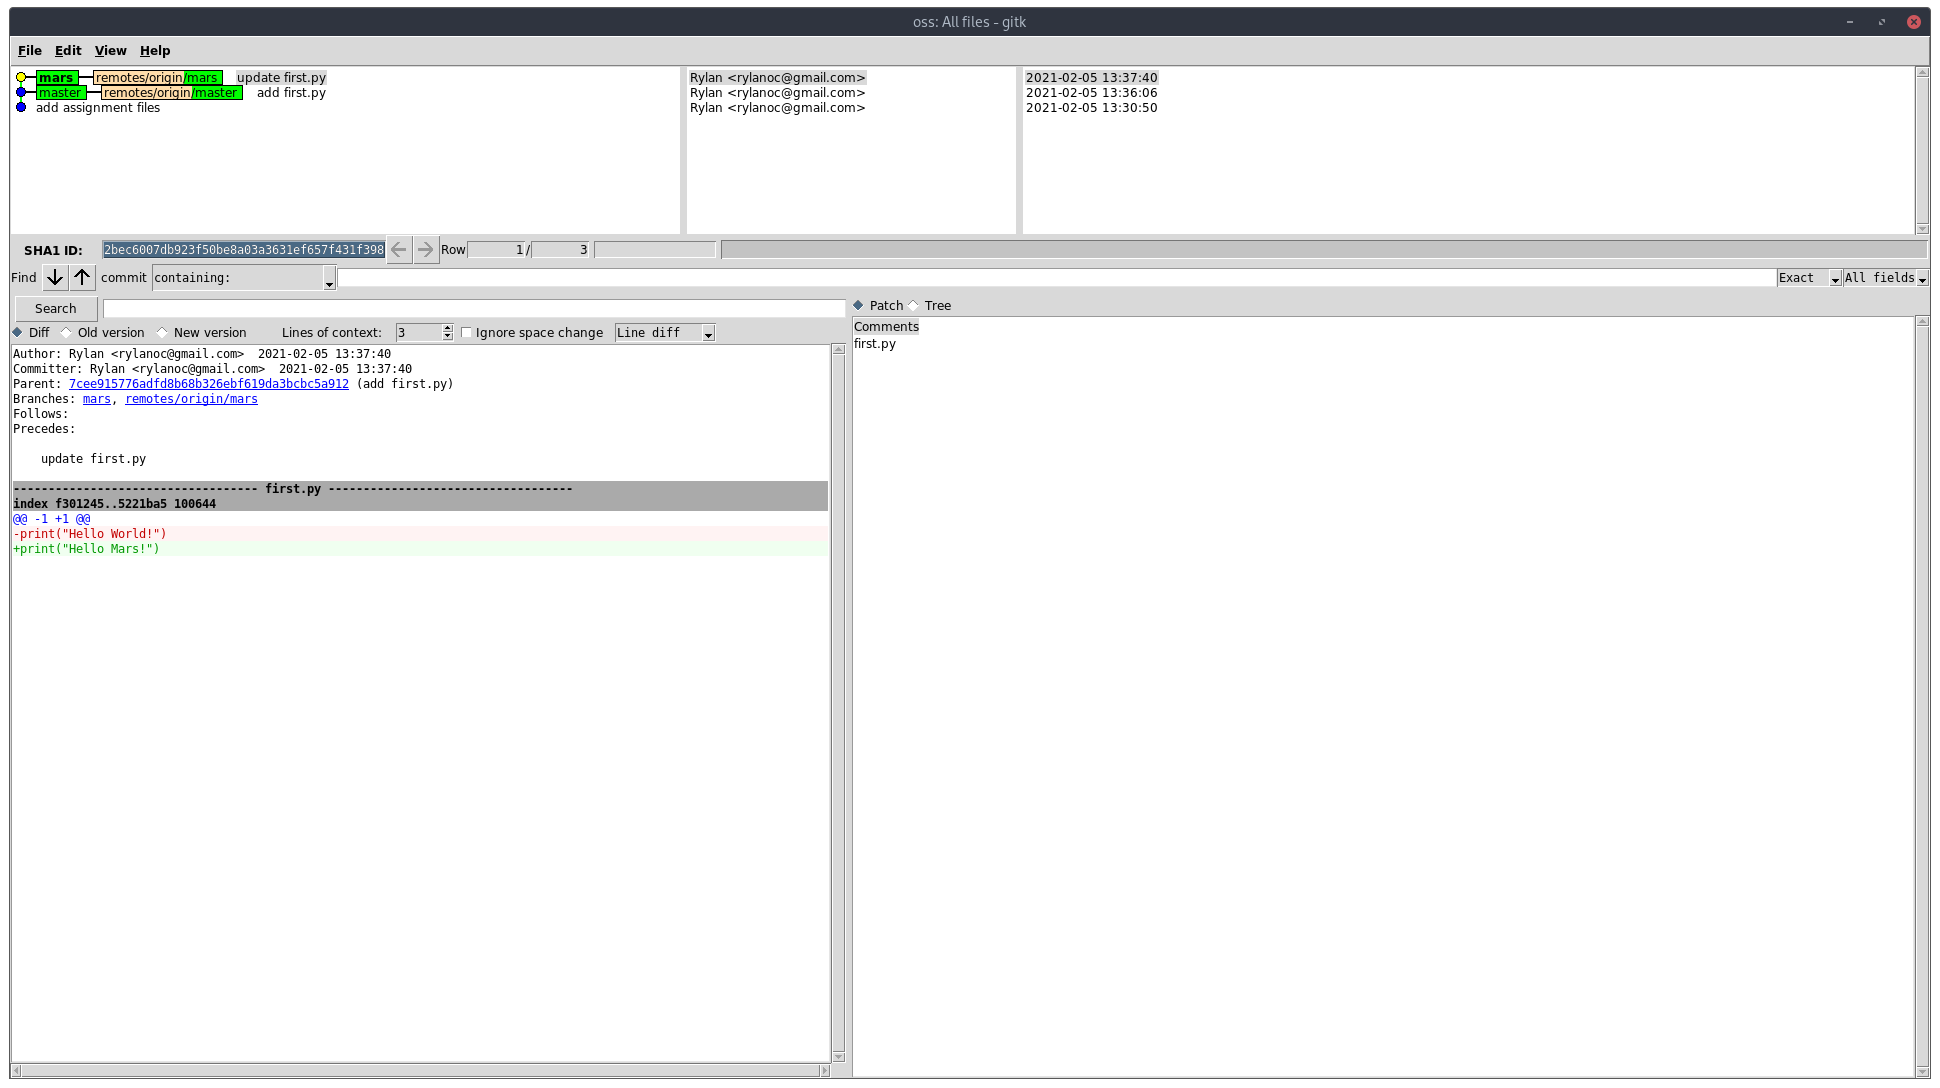 oss: All files - gitk
File Edit View Help
mars remotes/origin/mars update first.py Rylan <rylanoc@gmail.com> 2021-02-05 13:37:40
master remotes/origin/master add first.py Rylan <rylanoc@gmail.com> 2021-02-05 13:36:06
add assignment files Rylan <rylanoc@gmail.com> 2021-02-05 13:30:50
SHA1 ID: 2bec6007db923f50be8a03a3631ef657f431f398 Row 1 / 3
Find commit containing: Exact All fields
Search Patch Tree
Diff Old version New version Lines of context: 3 Ignore space change Line diff
Comments
first.py
Author: Rylan <rylanoc@gmail.com>  2021-02-05 13:37:40
Committer: Rylan <rylanoc@gmail.com>  2021-02-05 13:37:40
Parent: 7cee915776adfd8b68b326ebf619da3bcbc5a912 (add first.py)
Branches: mars, remotes/origin/mars
Follows:
Precedes:
update first.py
----------------------------------- first.py -----------------------------------
index f301245..5221ba5 100644
@@ -1 +1 @@
-print("Hello World!")
+print("Hello Mars!")